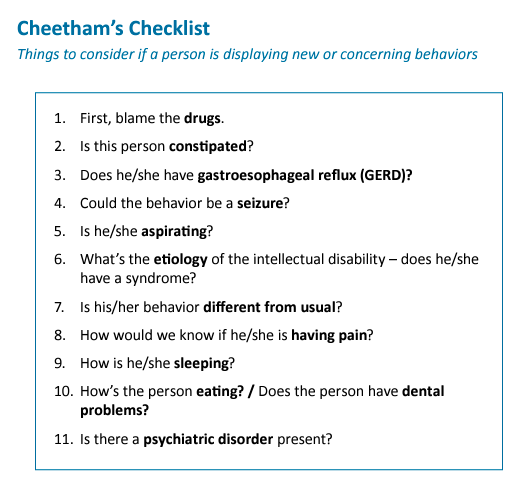 Cheetham’s Checklist
Things to consider if a person is displaying new or concerning behaviors
1. First, blame the drugs.
2. Is this person constipated?
3. Does he/she have gastroesophageal reflux (GERD)?
4. Could the behavior be a seizure?
5. Is he/she aspirating?
6. What’s the etiology of the intellectual disability – does he/she
have a syndrome?
7. Is his/her behavior different from usual?
8. How would we know if he/she is having pain?
9. How is he/she sleeping?
10. How’s the person eating? / Does the person have dental
problems?
11. Is there a psychiatric disorder present?